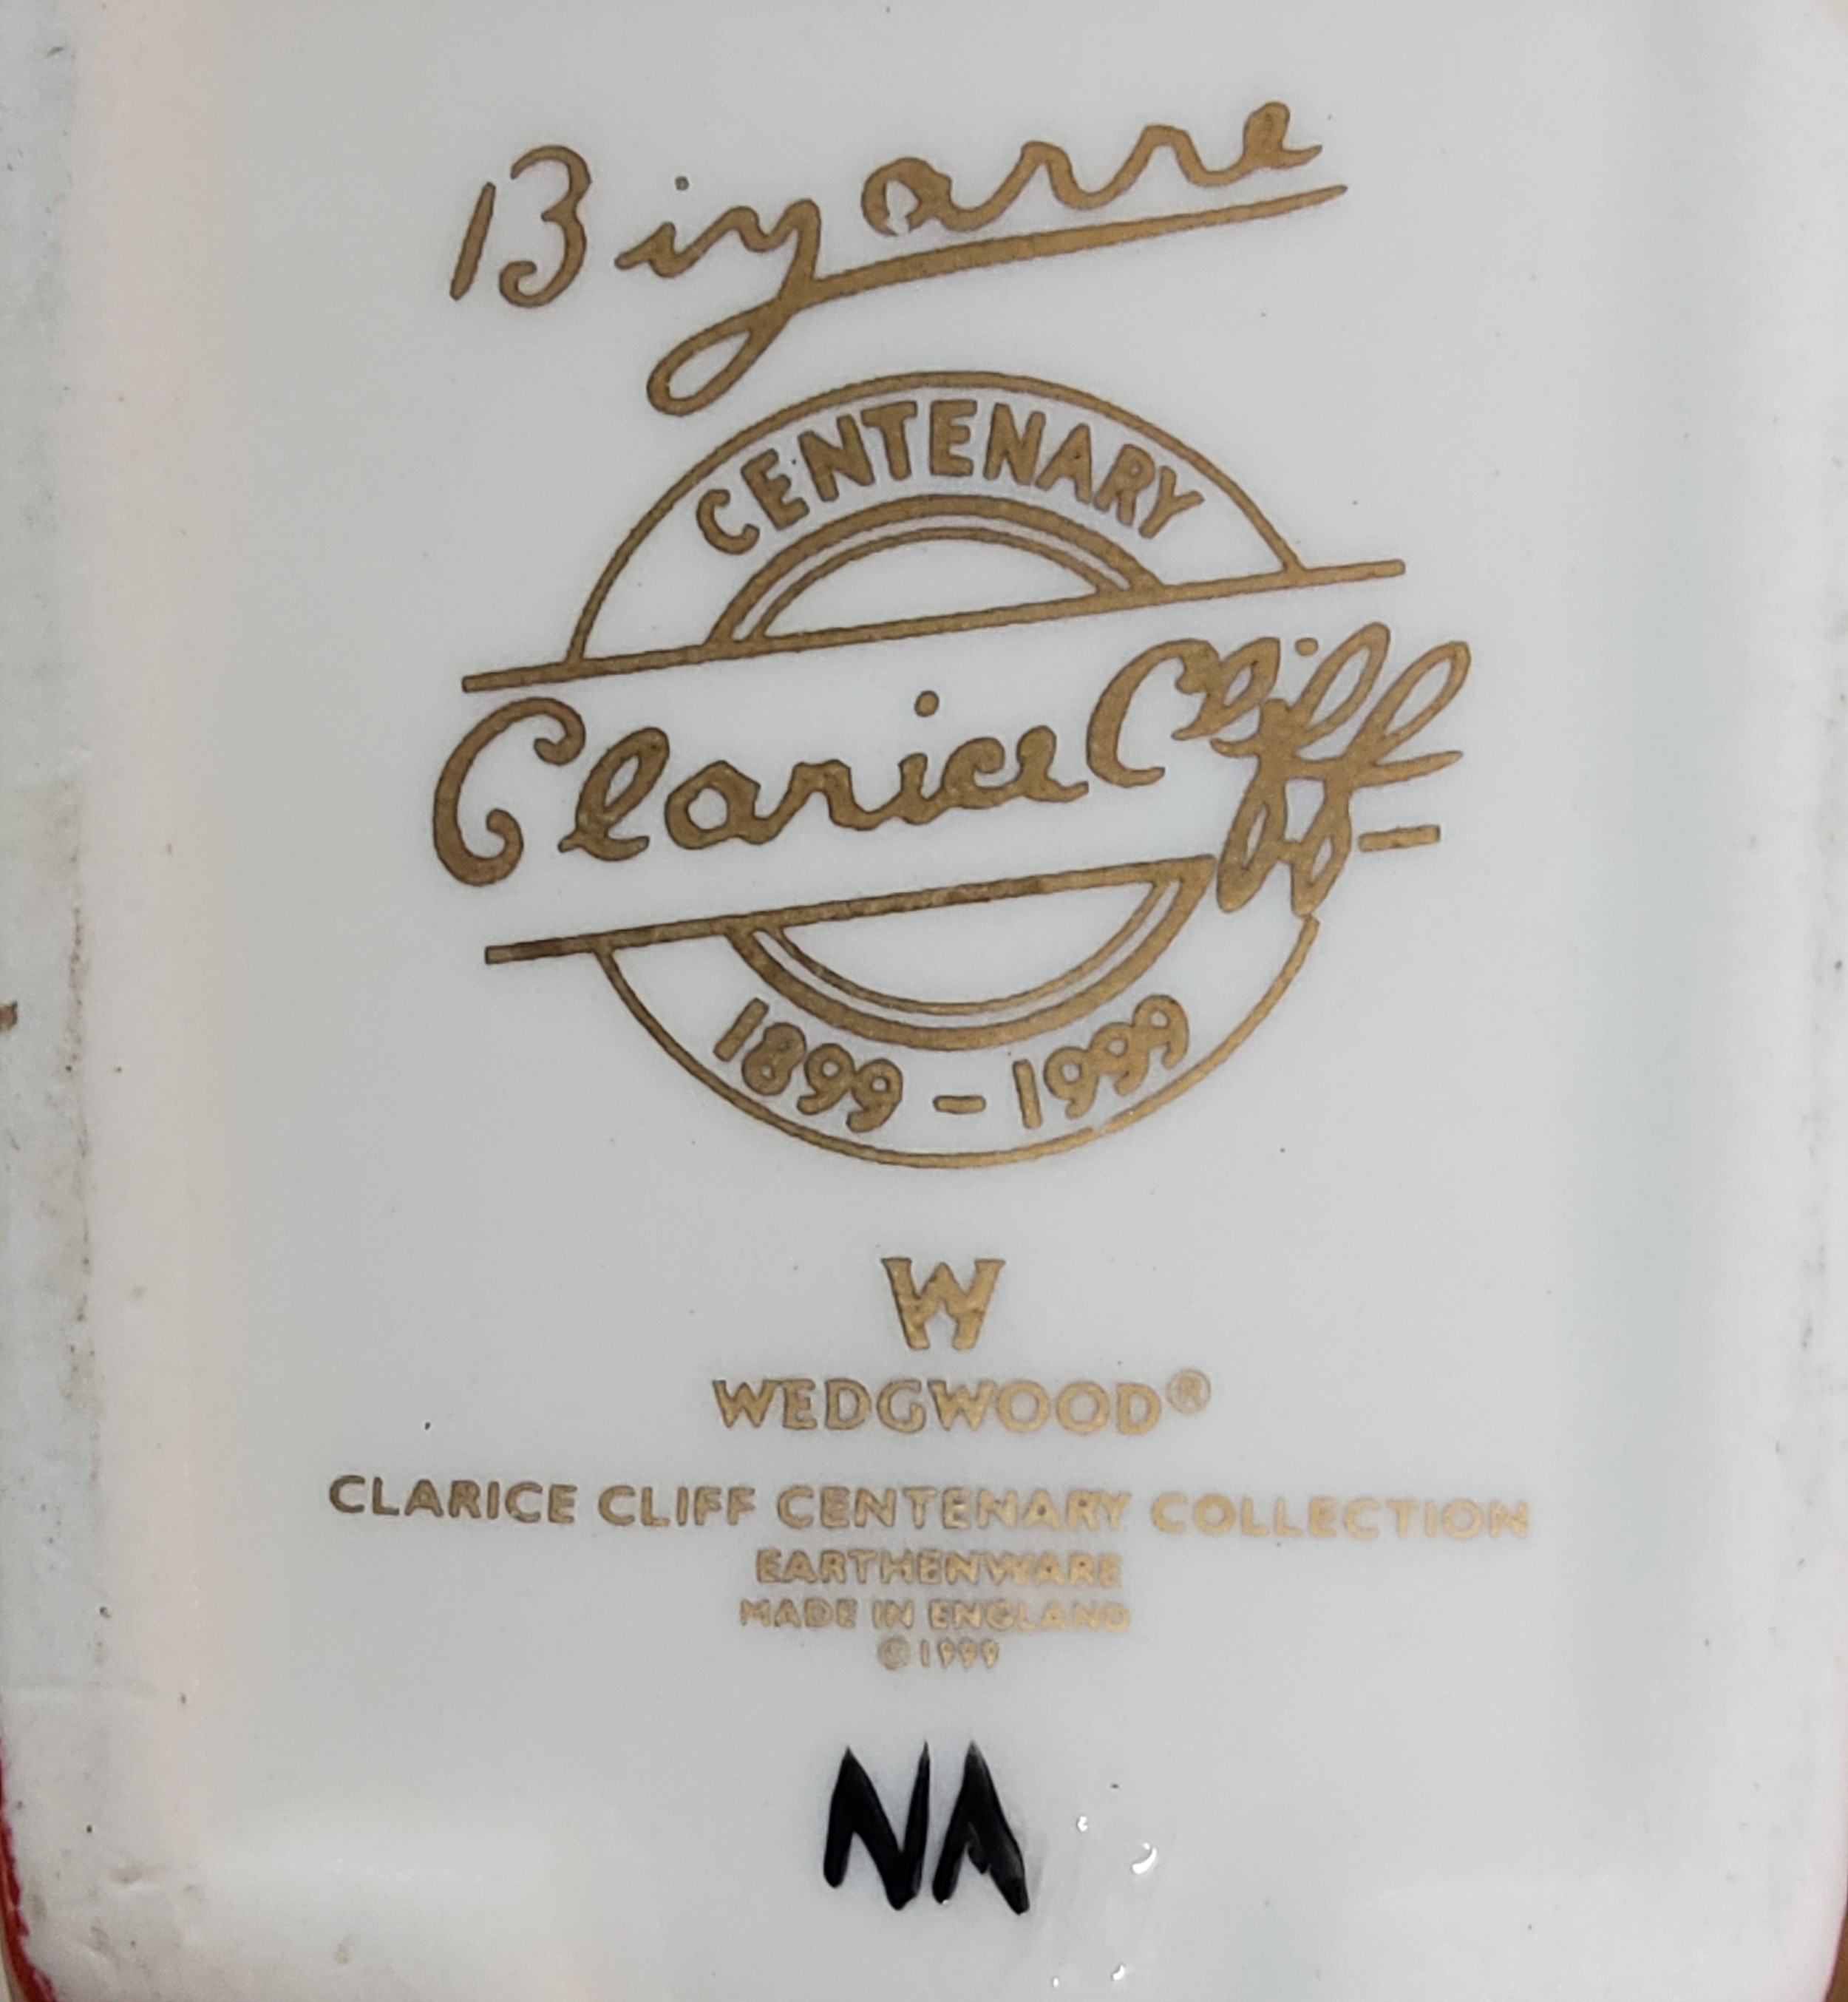 Bizarre
CENTENARY
Clarice Cliff
1899 - 1999
W
WEDGWOOD®
CLARICE CLIFF CENTENARY COLLECTION
EARTHENWARE
MADE IN ENGLAND
© 1999
NA